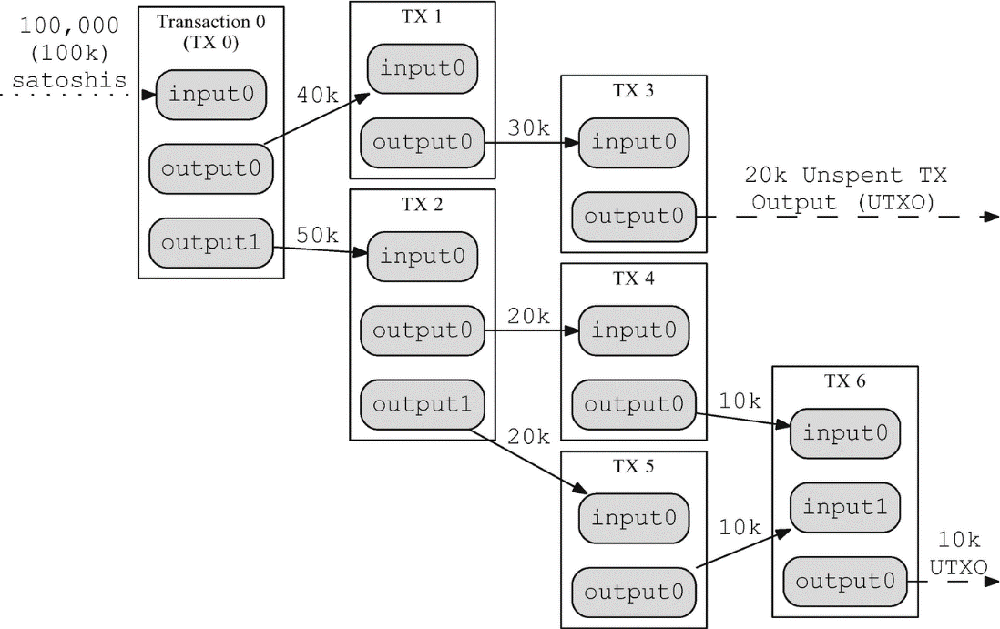 100,000
(100k)
satoshis
Transaction 0
(TX 0)
input0
output0
output1
40k
50k
TX 1
input0
output0
30k
TX 2
input0
output0
output1
20k
20k
TX 3
input0
output0
20k Unspent TX
Output (UTXO)
TX 4
input0
output0
10k
TX 5
input0
output0
10k
TX 6
input0
input1
output0
10k
UTXO